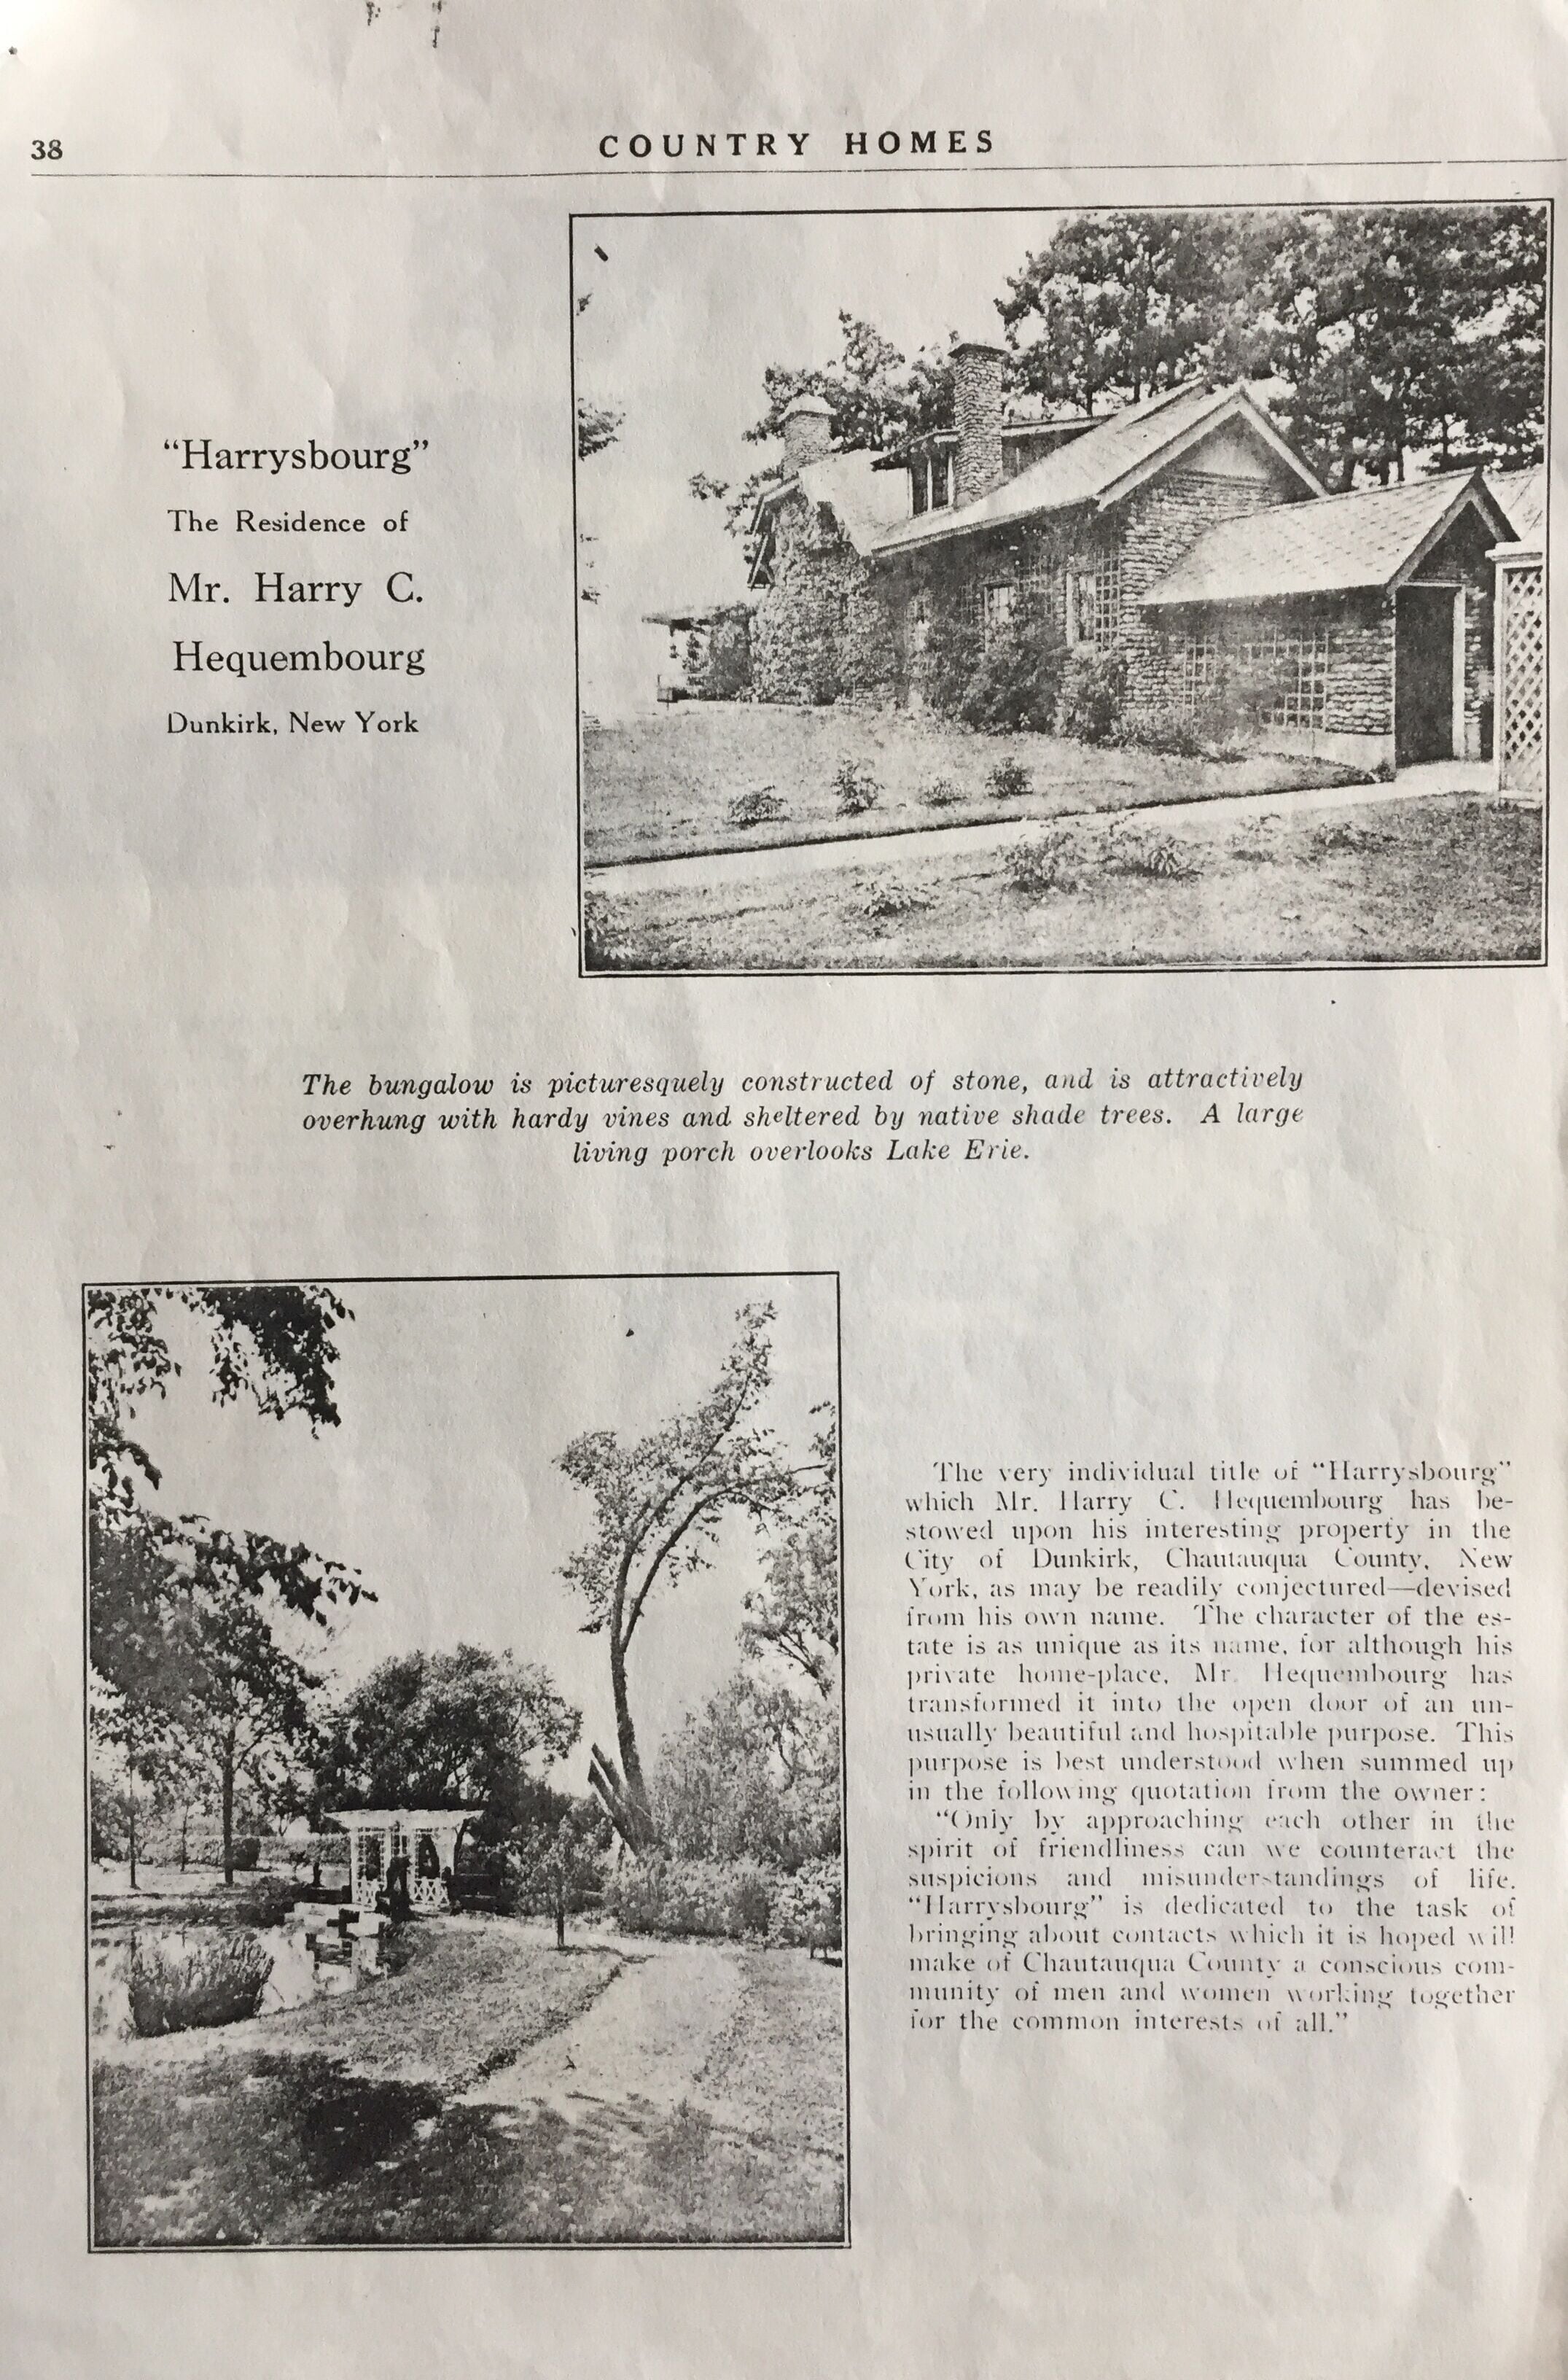 38
COUNTRY HOMES
“Harrysbourg”
The Residence of
Mr. Harry C.
Hequembourg
Dunkirk, New York
The bungalow is picturesquely constructed of stone, and is attractively
overhung with hardy vines and sheltered by native shade trees. A large
living porch overlooks Lake Erie.
The very individual title of “Harrysbourg”
which Mr. Harry C. Hequembourg has be-
stowed upon his interesting property in the
City of Dunkirk, Chautauqua County, New
York, as may be readily conjectured—devised
from his own name. The character of the es-
tate is as unique as its name, for although his
private home-place, Mr. Hequembourg has
transformed it into the open door of an un-
usually beautiful and hospitable purpose. This
purpose is best understood when summed up
in the following quotation from the owner:
“Only by approaching each other in the
spirit of friendliness can we counteract the
suspicions and misunderstandings of life.
“Harrysbourg” is dedicated to the task of
bringing about contacts which it is hoped will
make of Chautauqua County a conscious com-
munity of men and women working together
for the common interests of all.”